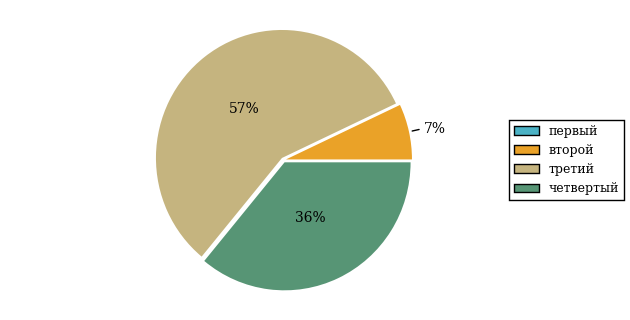 57%
7%
36%
первый
второй
третий
четвертый